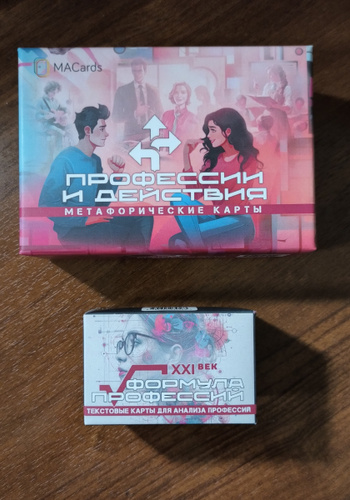 MACards
ПРОФЕССИИ
И ДЕЙСТВИЯ
МЕТАФОРИЧЕСКИЕ КАРТЫ
XXI ВЕК
ФОРМУЛА
ПРОФЕССИЙ
ТЕКСТОВЫЕ КАРТЫ ДЛЯ АНАЛИЗА ПРОФЕССИЙ